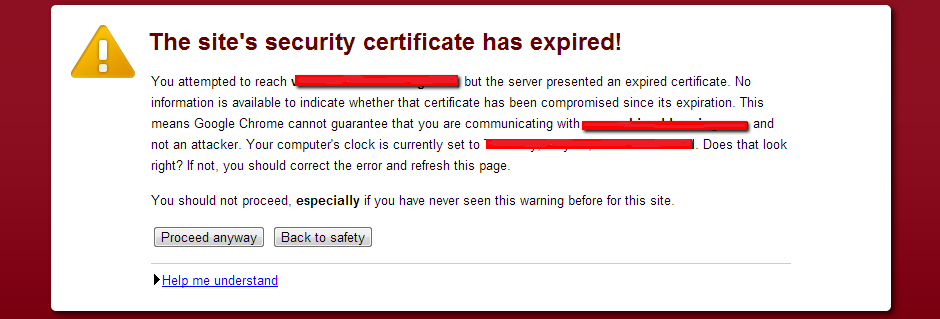 The site's security certificate has expired!
You attempted to reach but the server presented an expired certificate. No
information is available to indicate whether that certificate has been compromised since its expiration. This
means Google Chrome cannot guarantee that you are communicating with and
not an attacker. Your computer's clock is currently set to . Does that look
right? If not, you should correct the error and refresh this page.
You should not proceed, especially if you have never seen this warning before for this site.
Proceed anyway Back to safety
Help me understand